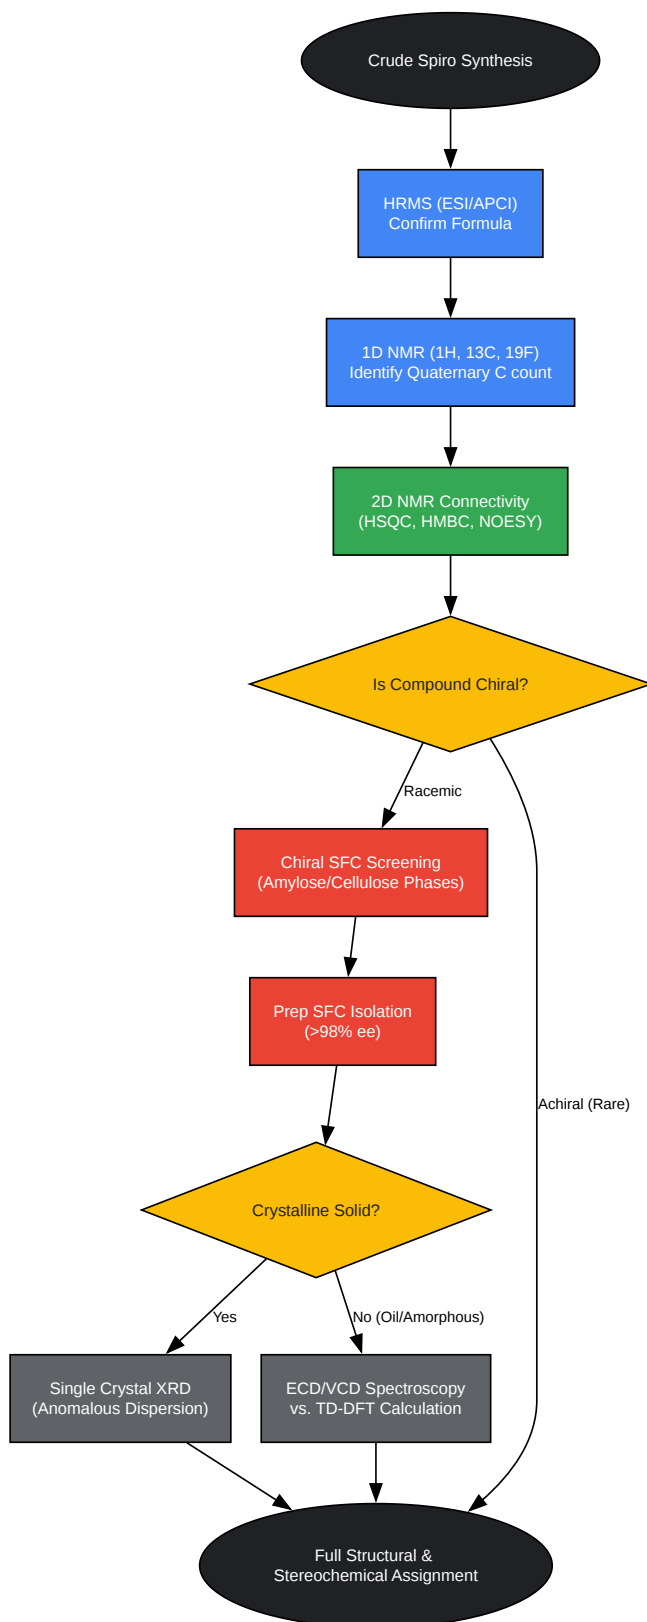 Crude Spiro Synthesis
HRMS (ESI/APCI)
Confirm Formula
1D NMR (1H, 13C, 19F)
Identify Quaternary C count
2D NMR Connectivity
(HSQC, HMBC, NOESY)
Is Compound Chiral?
Racemic
Chiral SFC Screening
(Amylose/Cellulose Phases)
Prep SFC Isolation
(>98% ee)
Achiral (Rare)
Crystalline Solid?
Yes
No (Oil/Amorphous)
Single Crystal XRD
(Anomalous Dispersion)
ECD/VCD Spectroscopy
vs. TD-DFT Calculation
Full Structural &
Stereochemical Assignment